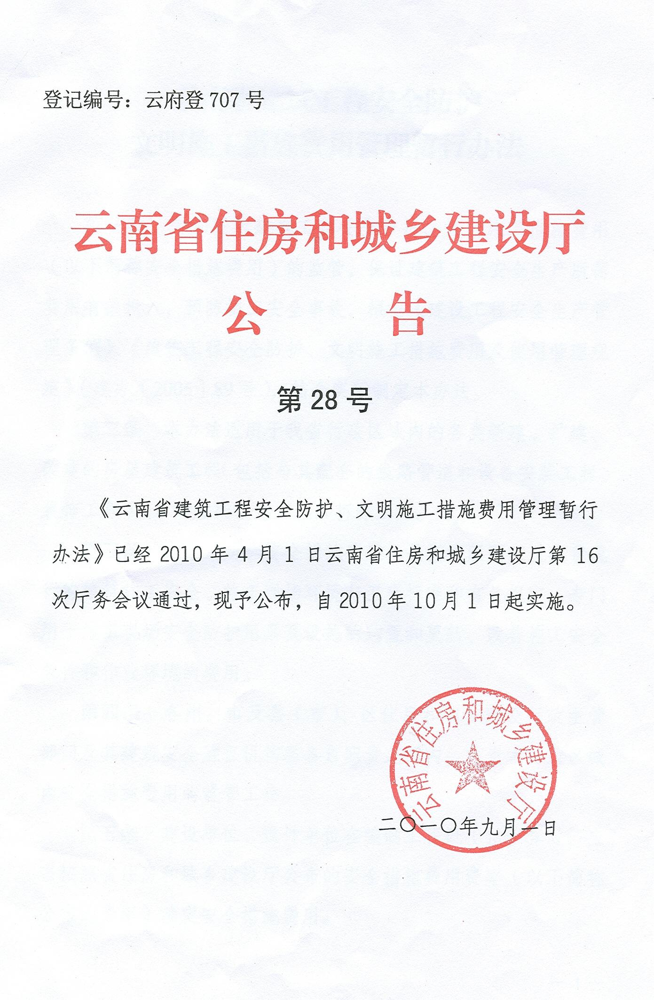 登记编号：云府登 707 号
云南省住房和城乡建设厅
公 告
第 28 号
《云南省建筑工程安全防护、文明施工措施费用管理暂行
办法》已经 2010 年 4 月 1 日云南省住房和城乡建设厅第 16
次厅务会议通过，现予公布，自 2010 年 10 月 1 日起实施。
云南省住房和城乡建设厅
二〇一〇年九月一日